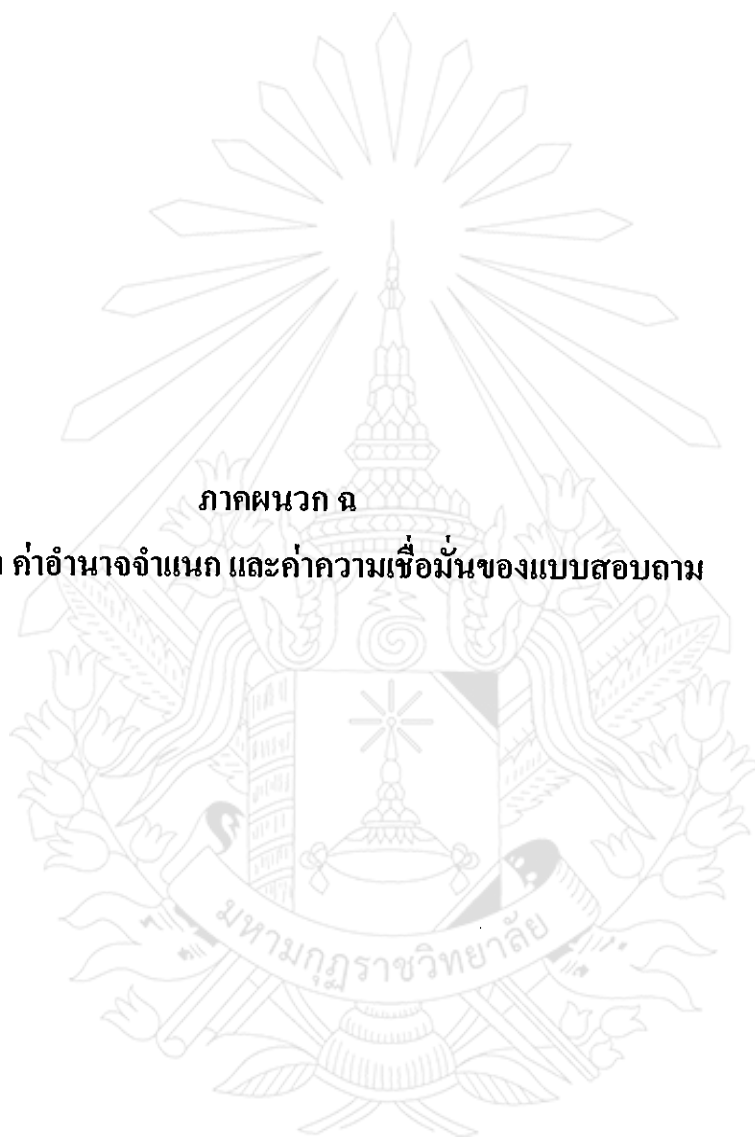 ภาคผนวก ฉ
ค่าอำนาจจำแนก และค่าความเชื่อมั่นของแบบสอบถาม
มหามกุฏราชวิทยาลัย